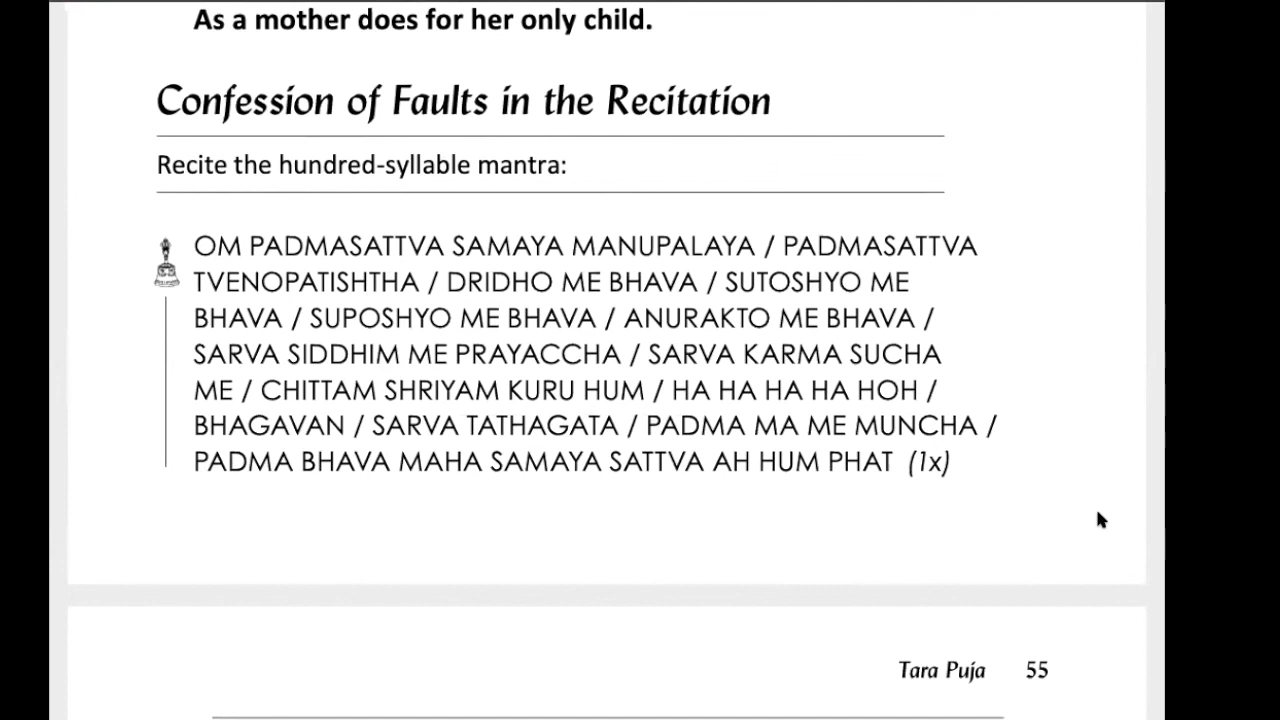 As a mother does for her only child.
Confession of Faults in the Recitation
Recite the hundred-syllable mantra:
OM PADMASATTVA SAMAYA MANUPALAYA / PADMASATTVA
TVENOPATISHTHA / DRIDHO ME BHAVA / SUTOSHYO ME
BHAVA / SUPOSHYO ME BHAVA / ANURAKTO ME BHAVA /
SARVA SIDDHIM ME PRAYACCHA / SARVA KARMA SUCHA
ME / CHITTAM SHRIYAM KURU HUM / HA HA HA HA HOH /
BHAGAVAN / SARVA TATHAGATA / PADMA MA ME MUNCHA /
PADMA BHAVA MAHA SAMAYA SATTVA AH HUM PHAT (1x)
Tara Puja 55